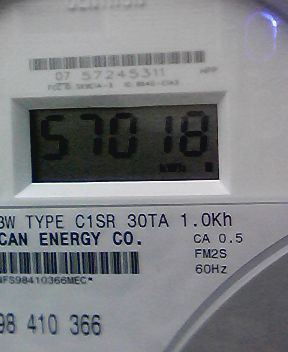 07 57245311
57018
3W TYPE C1SR 30TA 1.0Kh
CAN ENERGY CO.
CA 0.5
FM2S
60Hz
98 410 366